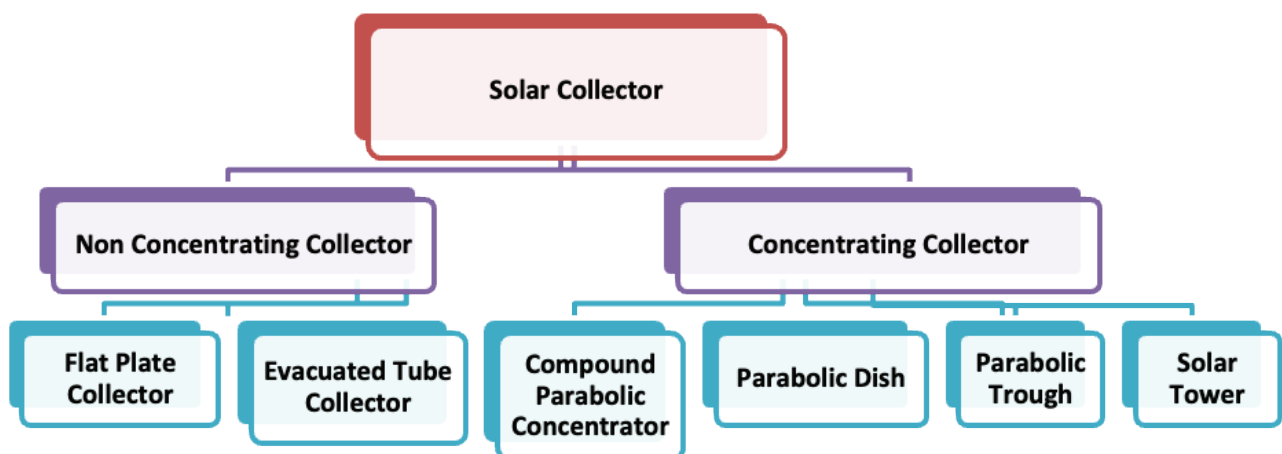 Solar Collector
Non Concentrating Collector
Concentrating Collector
Flat Plate
Collector
Evacuated Tube
Collector
Compound
Parabolic
Concentrator
Parabolic Dish
Parabolic
Trough
Solar
Tower